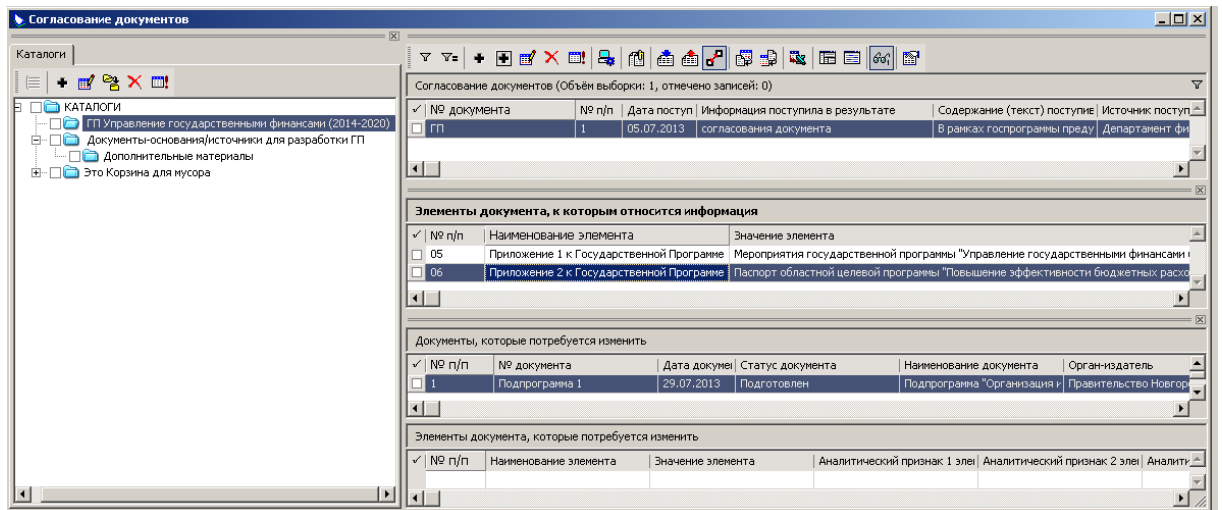 Согласование документов
Каталоги
КАТАЛОГИ
ГП Управление государственными финансами (2014-2020)
Документы-основания/источники для разработки ГП
Дополнительные материалы
Это Корзина для мусора
Согласование документов (Объём выборки: 1, отмечено записей: 0)
№ документа № п/п Дата поступ Информация поступила в результате Содержание (текст) поступие Источник поступ
ГП 1 05.07.2013 согласования документа В рамках госпрограммы преду Департамент фи
Элементы документа, к которым относится информация
№ п/п Наименование элемента Значение элемента
05 Приложение 1 к Государственной Программе Мероприятия государственной программы "Управление государственными финансами
06 Приложение 2 к Государственной Программе Паспорт областной целевой программы "Повышение эффективности бюджетных расхо
Документы, которые потребуется изменить
№ п/п № документа Дата докумен Статус документа Наименование документа Орган-издатель
1 Подпрограмма 1 29.07.2013 Подготовлен Подпрограмма "Организация и Правительство Новгор
Элементы документа, которые потребуется изменить
№ п/п Наименование элемента Значение элемента Аналитический признак 1 элем Аналитический признак 2 элем Аналити